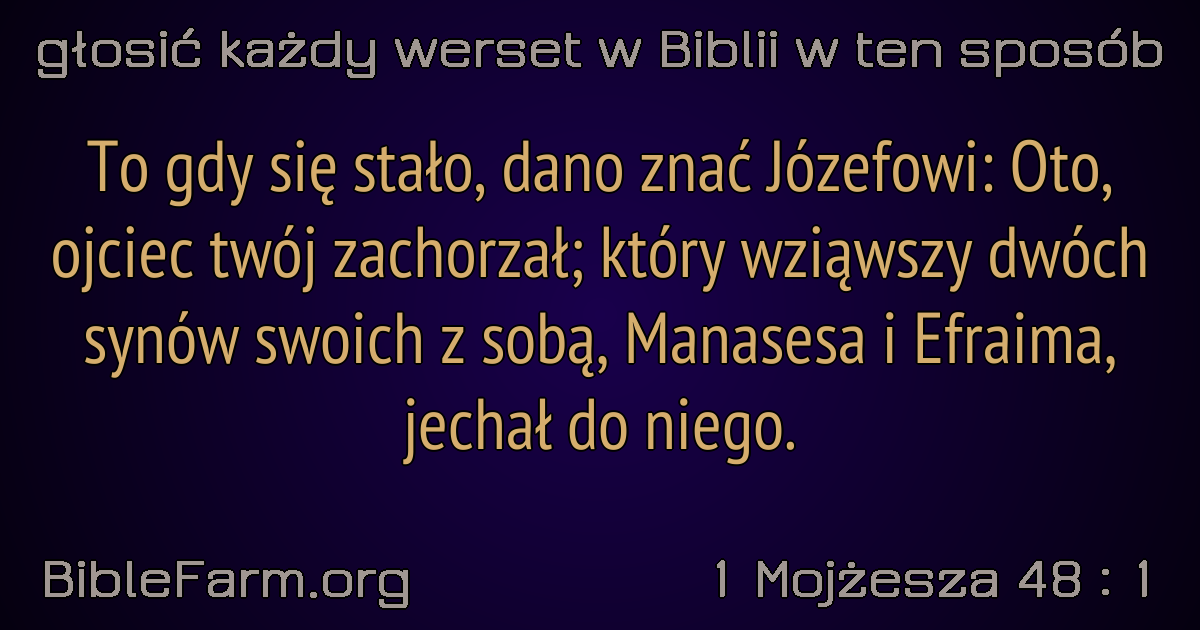 głosić każdy werset w Biblii w ten sposób
To gdy się stało, dano znać Józefowi: Oto,
ojciec twój zachorzał; który wziąwszy dwóch
synów swoich z sobą, Manasesa i Efraima,
jechał do niego.
BibleFarm.org
1 Mojżesza 48 : 1